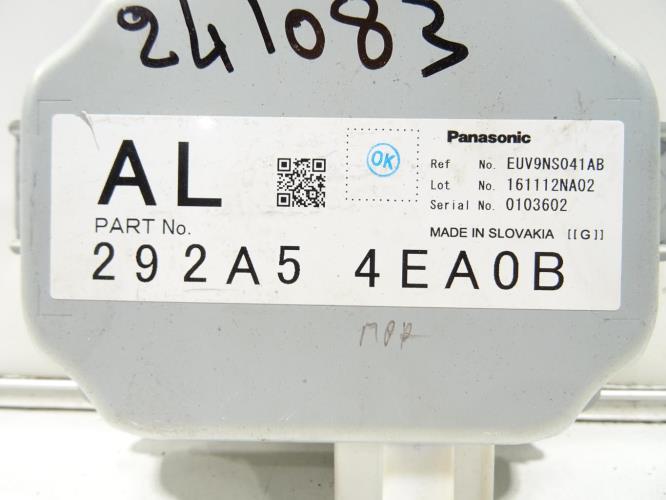 241083
AL
OK
Panasonic
Ref No. EUV9NS041AB
Lot No. 161112NA02
Serial No. 0103602
PART No.
MADE IN SLOVAKIA [[G]]
292A5 4EA0B